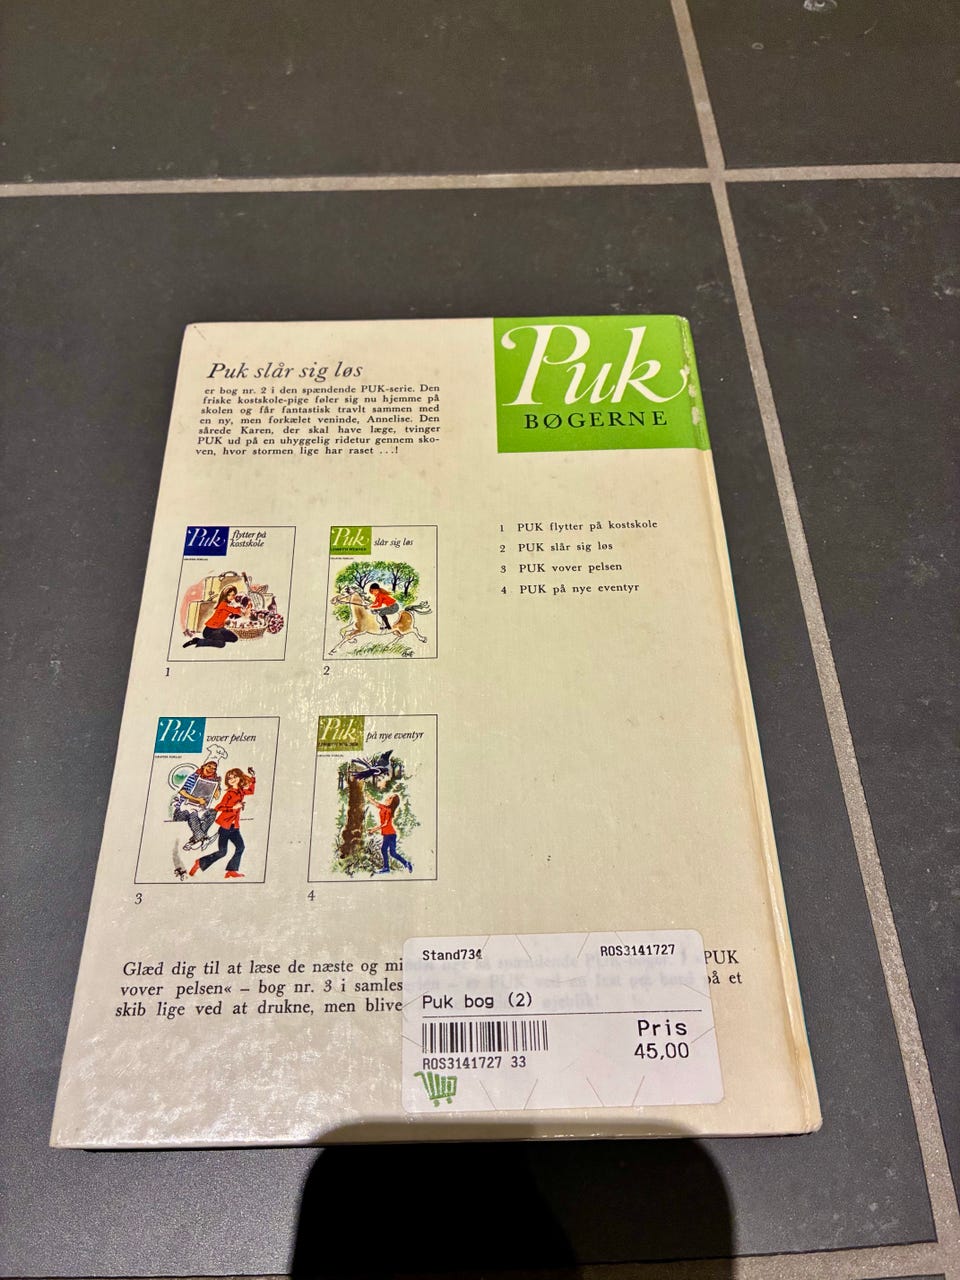 Puk slår sig løs
er bog nr. 2 i den spændende PUK-serie. Den
friske kostskole-pige føler sig nu hjemme på
skolen og får fantastisk travlt sammen med
en ny, men forkælet veninde, Annelise. Den
sårede Karen, der skal have læge, tvinger
PUK ud på en uhyggelig ridetur gennem sko-
ven, hvor stormen lige har raset ...!
Puk
BØGERNE
Puk flytter på
kostskole
1
Puk slår sig løs
2
1 PUK flytter på kostskole
2 PUK slår sig løs
3 PUK vover pelsen
4 PUK på nye eventyr
Puk vover pelsen
3
Puk på nye eventyr
4
Glæd dig til at læse de næste og mi PUK
vover pelsen« – bog nr. 3 i samles på et
skib lige ved at drukne, men blive
Stand734 ROS3141727
Puk bog (2)
Pris
45,00
ROS3141727 33